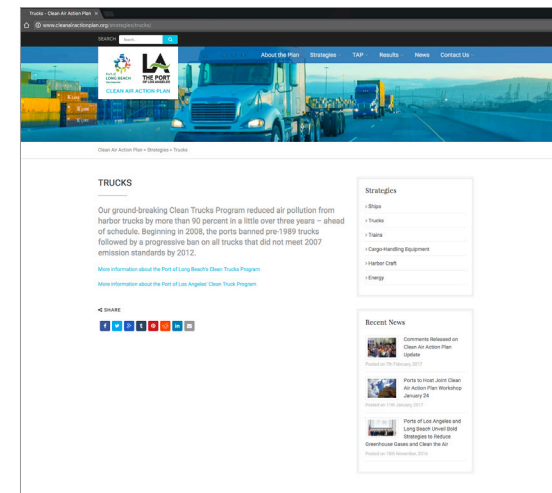 Trucks - Clean Air Action Plan
www.cleanairactionplan.org/strategies/trucks/
SEARCH Search..
About the Plan Strategies TAP Results News Contact Us
Port of
LONG BEACH
THE PORT
OF LOS ANGELES
CLEAN AIR ACTION PLAN
Clean Air Action Plan > Strategies > Trucks
TRUCKS
Our ground-breaking Clean Trucks Program reduced air pollution from
harbor trucks by more than 90 percent in a little over three years – ahead
of schedule. Beginning in 2008, the ports banned pre-1989 trucks
followed by a progressive ban on all trucks that did not meet 2007
emission standards by 2012.
More information about the Port of Long Beach's Clean Trucks Program
More information about the Port of Los Angeles' Clean Truck Program
SHARE
Strategies
› Ships
› Trucks
› Trains
› Cargo-Handling Equipment
› Harbor Craft
› Energy
Recent News
Comments Released on
Clean Air Action Plan
Update
Posted on 7th February, 2017
Ports to Host Joint Clean
Air Action Plan Workshop
January 24
Posted on 11th January, 2017
Ports of Los Angeles and
Long Beach Unveil Bold
Strategies to Reduce
Greenhouse Gases and Clean the Air
Posted on 16th November, 2016